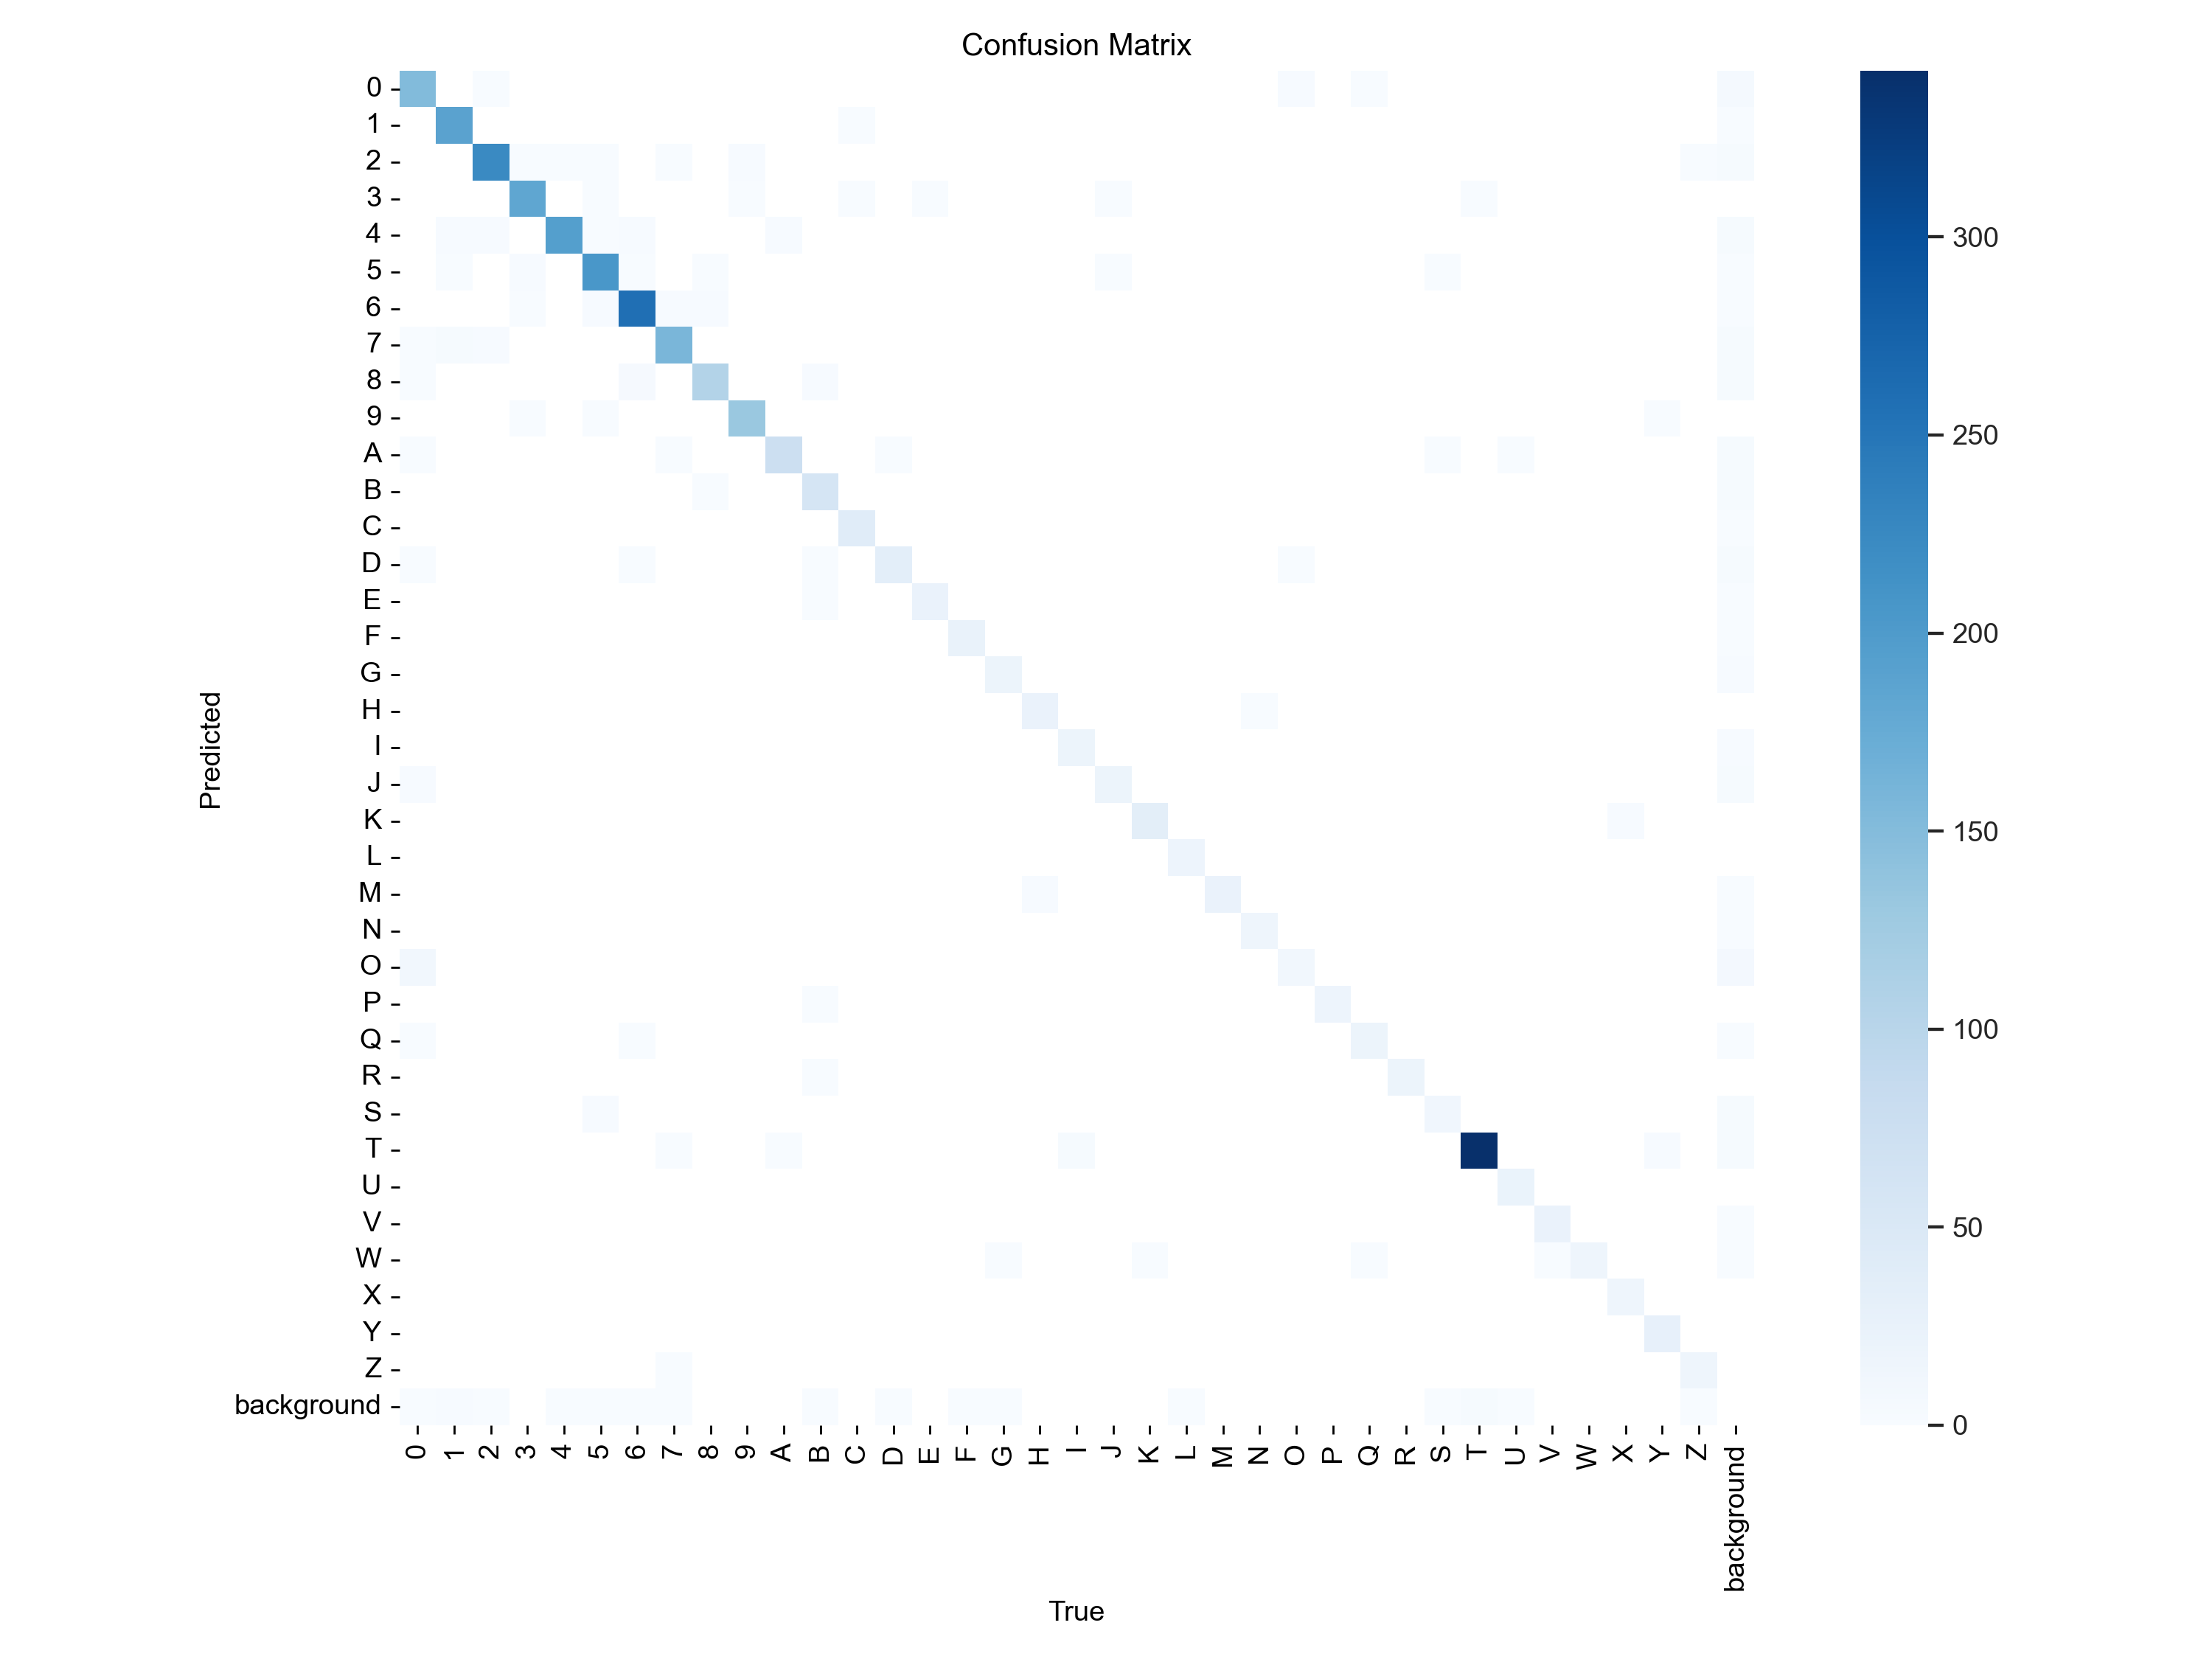 Confusion Matrix
Predicted
0
1
2
3
4
5
6
7
8
9
A
B
C
D
E
F
G
H
I
J
K
L
M
N
O
P
Q
R
S
T
U
V
W
X
Y
Z
background
0 1 2 3 4 5 6 7 8 9 A B C D E F G H I J K L M N O P Q R S T U V W X Y Z background
True
300
250
200
150
100
50
0